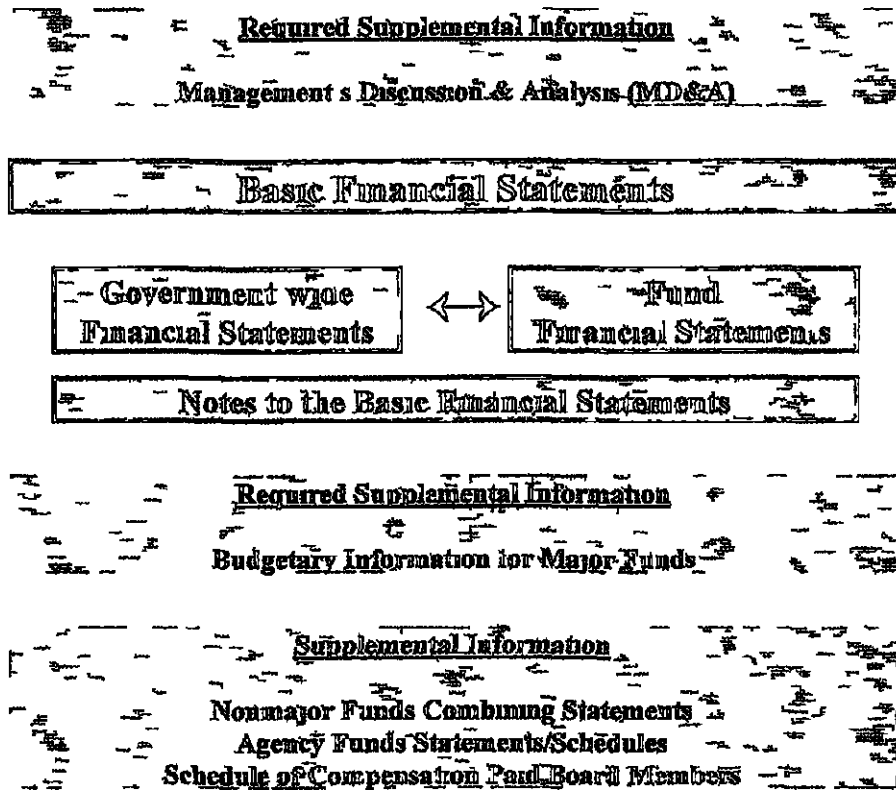 Required Supplemental Information
Management s Discussion & Analysis (MD&A)
Basic Financial Statements
Government wide
Financial Statements
Fund
Financial Statements
Notes to the Basic Financial Statements
Required Supplemental Information
Budgetary Information for Major Funds
Supplemental Information
Nonmajor Funds Combining Statements
Agency Funds Statements/Schedules
Schedule of Compensation Paid Board Members